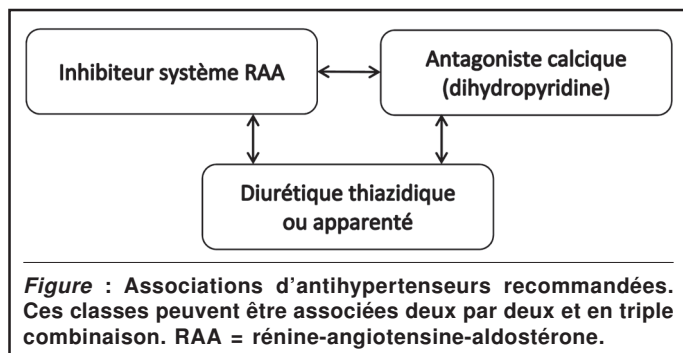 Inhibiteur système RAA
Antagoniste calcique
(dihydropyridine)
Diurétique thiazidique
ou apparenté
Figure : Associations d'antihypertenseurs recommandées.
Ces classes peuvent être associées deux par deux et en triple
combinaison. RAA = rénine-angiotensine-aldostérone.